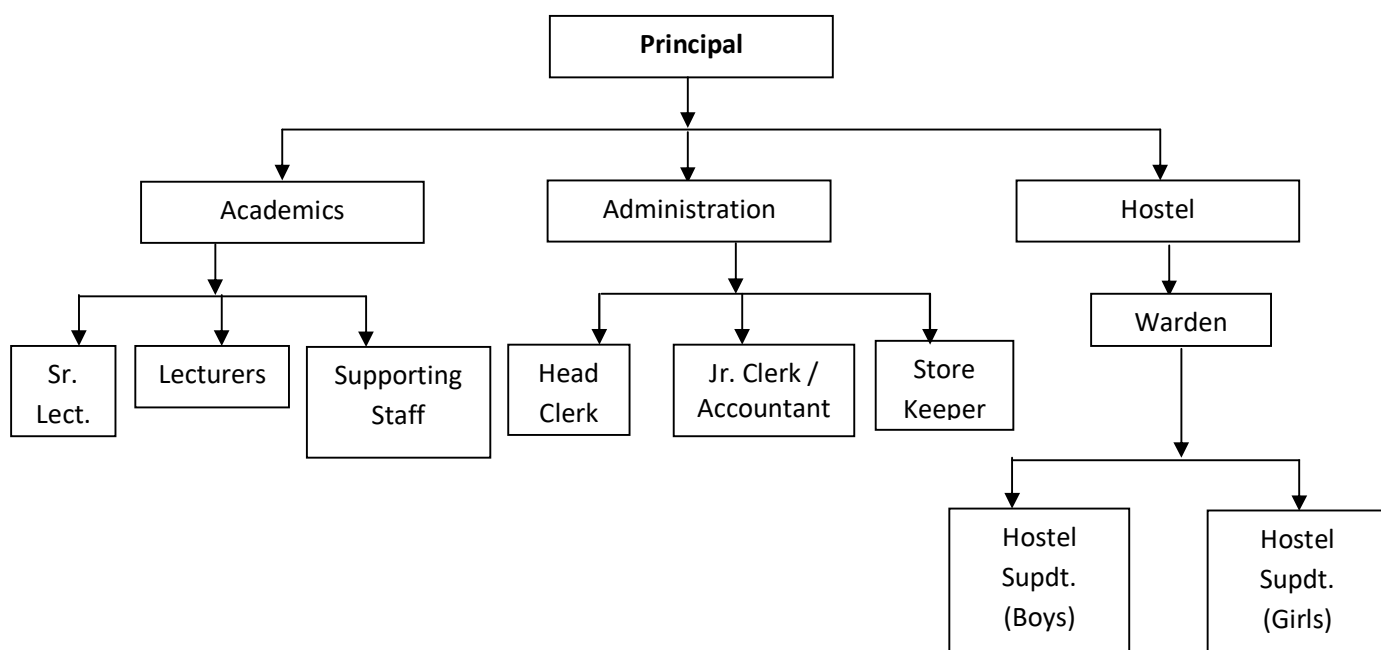 Principal
Academics
Administration
Hostel
Warden
Sr.
Lect.
Lecturers
Supporting
Staff
Head
Clerk
Jr. Clerk /
Accountant
Store
Keeper
Hostel
Supdt.
(Boys)
Hostel
Supdt.
(Girls)